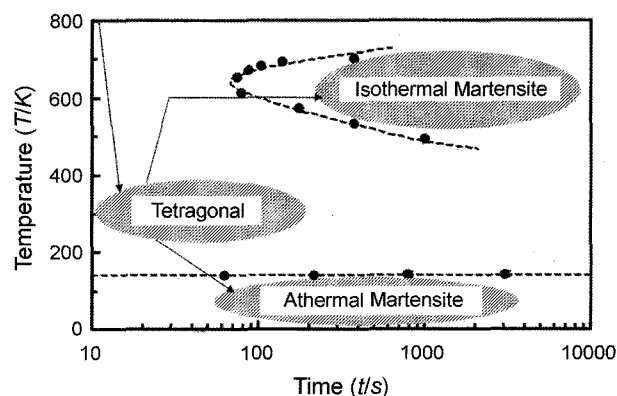 800
600
400
200
0
Temperature (T/K)
Isothermal Martensite
Tetragonal
Athermal Martensite
10
100
1000
10000
Time (t/s)